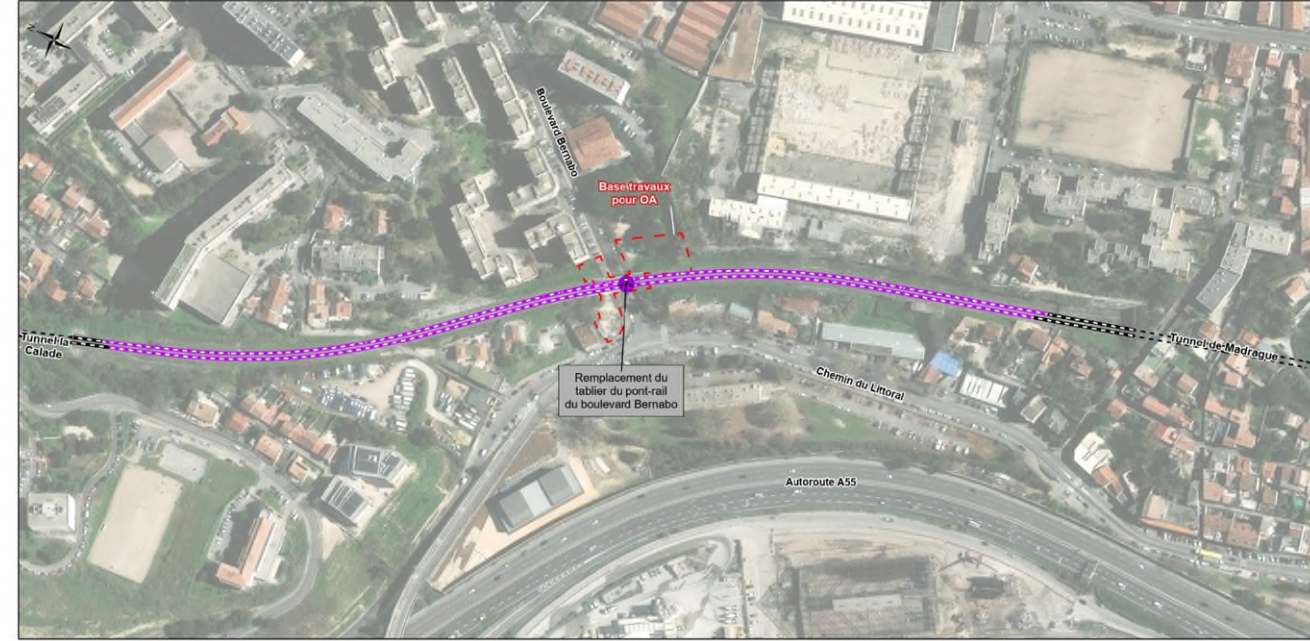 Boulevard Bernabo
Base travaux
pour OA
Tunnel la
Calade
Tunnel de Madrague
Remplacement du
tablier du pont-rail
du boulevard Bernabo
Chemin du Littoral
Autoroute A55